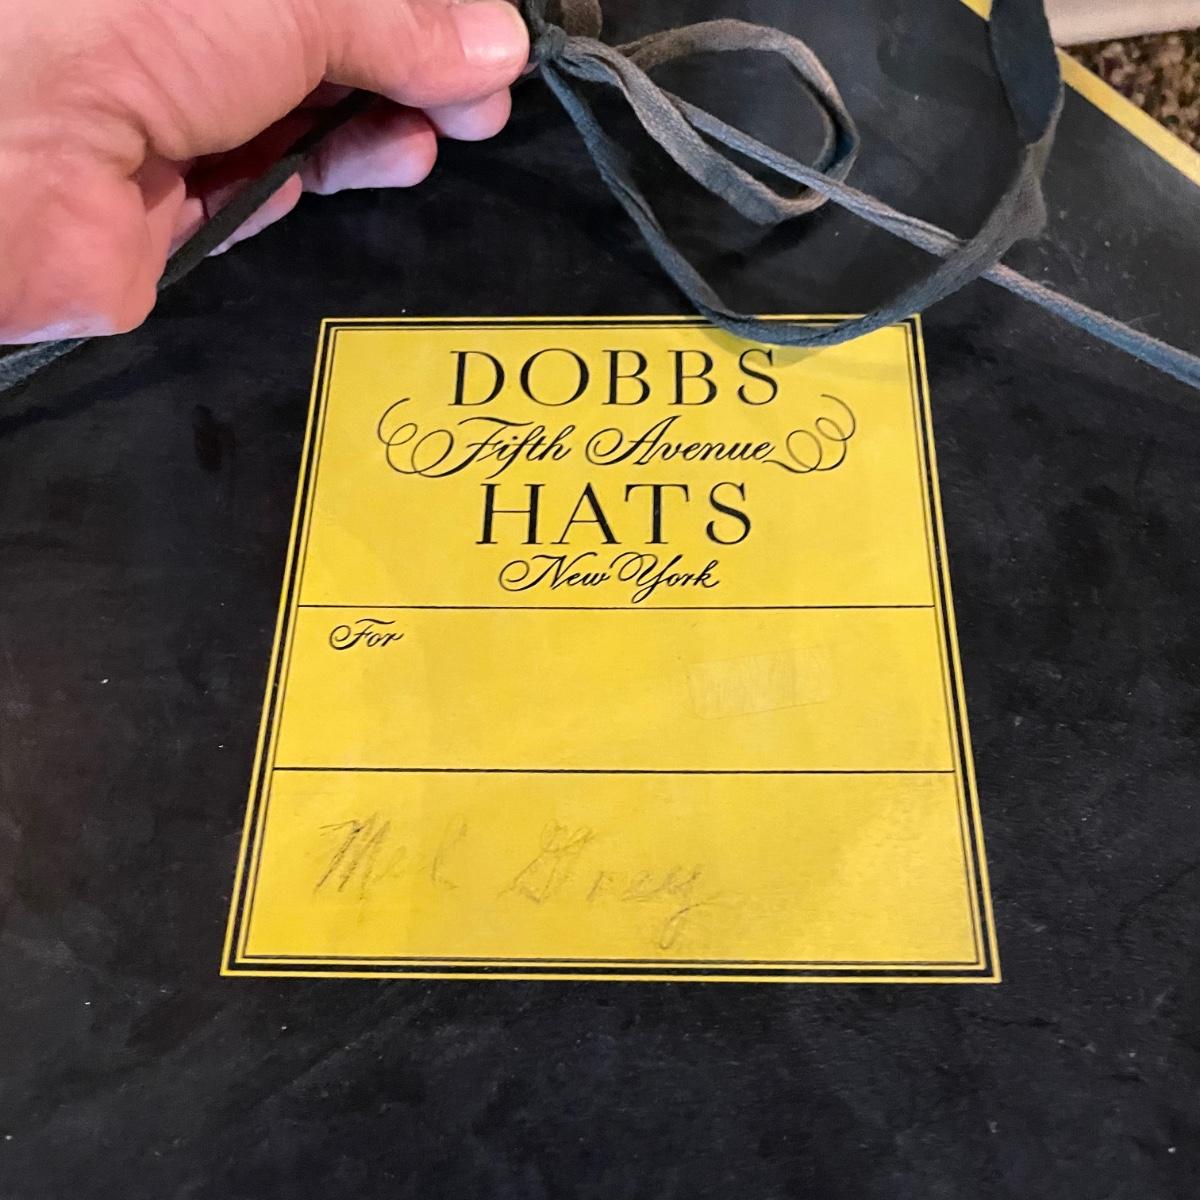 DOBBS
Fifth Avenue
HATS
New York
For
Mel Grey